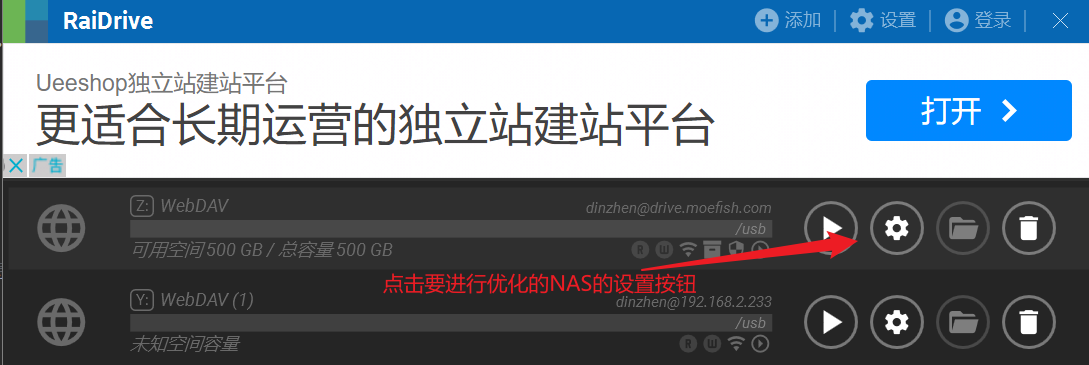 RaiDrive
添加
设置
登录
Ueeshop独立站建站平台
更适合长期运营的独立站建站平台
打开
广告
Z: WebDAV
dinzhen@drive.moefish.com
/usb
可用空间 500 GB / 总容量 500 GB
R W
点击要进行优化的NAS的设置按钮
Y: WebDAV (1)
dinzhen@192.168.2.233
/usb
未知空间容量
R W